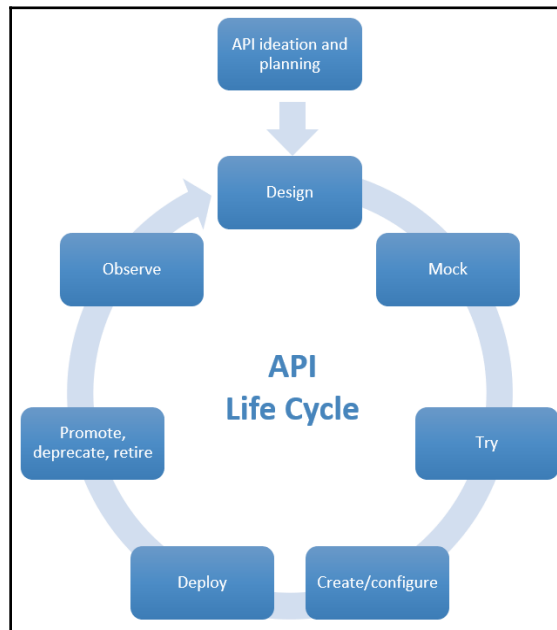 API ideation and
planning
Design
Mock
Try
Create/configure
Deploy
Promote,
deprecate, retire
Observe
API
Life Cycle